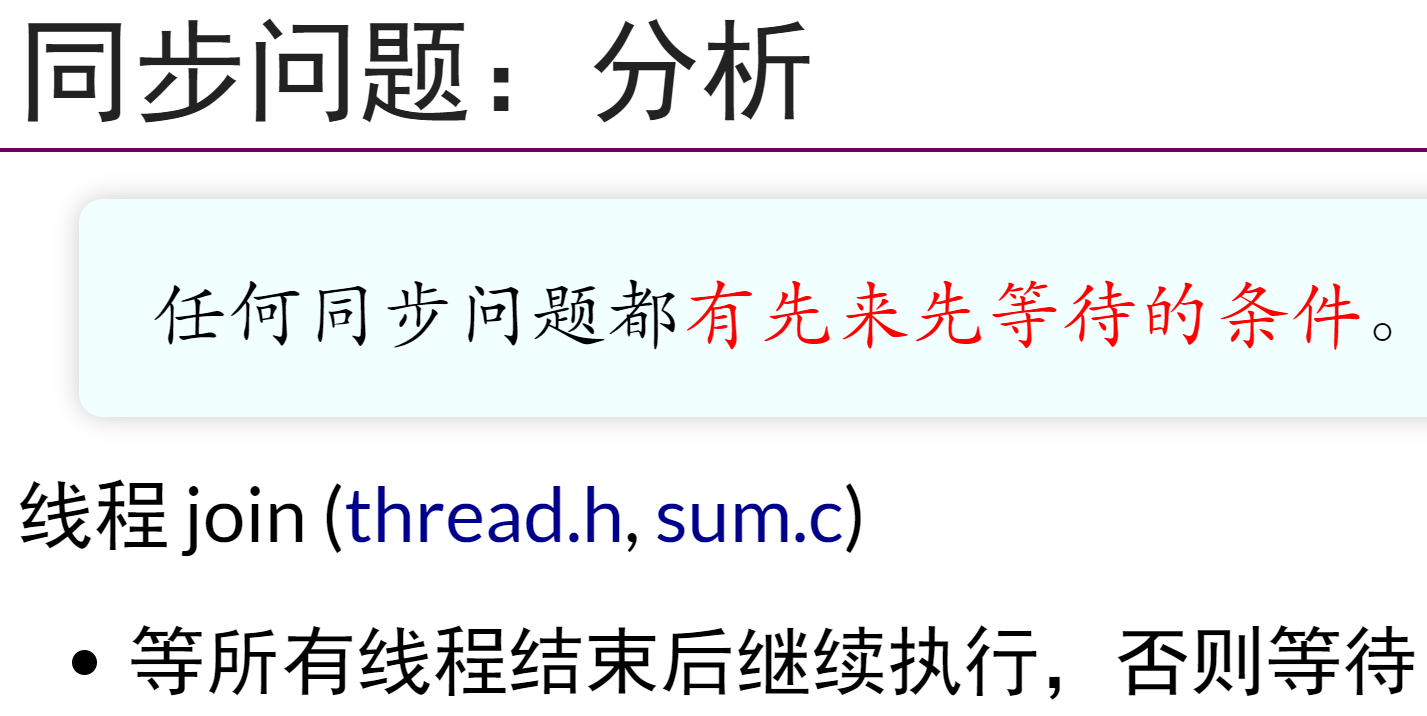 同步问题：分析
任何同步问题都有先来先等待的条件。
线程 join (thread.h, sum.c)
• 等所有线程结束后继续执行，否则等待